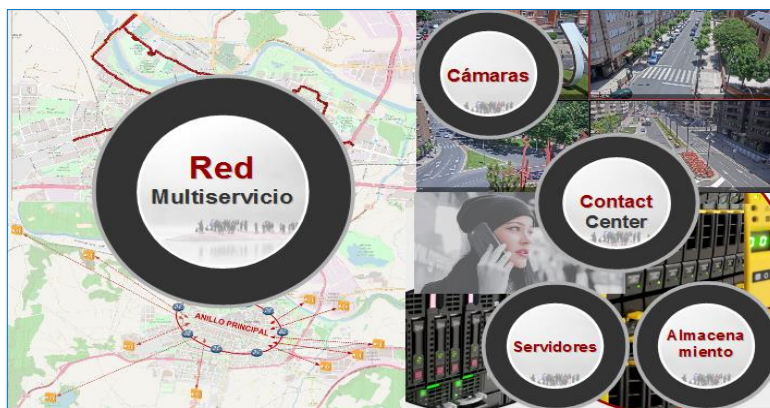 Red
Multiservicio
ANILLO PRINCIPAL
Cámaras
Contact
Center
Servidores
Almacena
miento